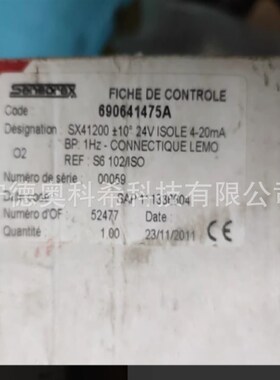 Sensorex FICHE DE CONTROLE
Code 690641475A
Désignation SX41200 ±10° 24V ISOLE 4-20mA
BP: 1Hz - CONNECTIQUE LEMO
O2
REF : S6 102/ISO
德奥科希科技有限公司
Numéro de série 00059
Numéro d'OF 52477 Date
Quantité 1.00 23/11/2011 CE